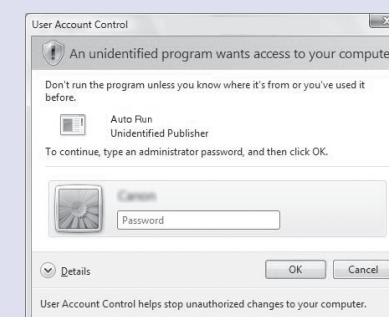 User Account Control
An unidentified program wants access to your compute
Don't run the program unless you know where it's from or you've used it
before.
Auto Run
Unidentified Publisher
To continue, type an administrator password, and then click OK.
Canon
Password
Details
OK Cancel
User Account Control helps stop unauthorized changes to your computer.